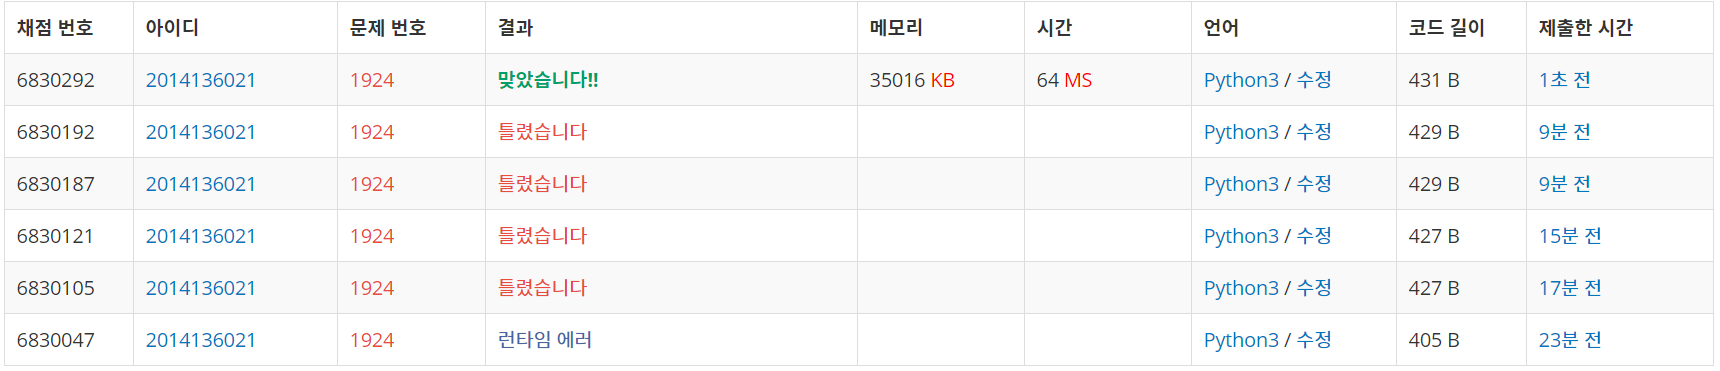 채점 번호 아이디 문제 번호 결과 메모리 시간 언어 코드 길이 제출한 시간
6830292 2014136021 1924 맞았습니다!! 35016 KB 64 MS Python3 / 수정 431 B 1초 전
6830192 2014136021 1924 틀렸습니다 Python3 / 수정 429 B 9분 전
6830187 2014136021 1924 틀렸습니다 Python3 / 수정 429 B 9분 전
6830121 2014136021 1924 틀렸습니다 Python3 / 수정 427 B 15분 전
6830105 2014136021 1924 틀렸습니다 Python3 / 수정 427 B 17분 전
6830047 2014136021 1924 런타임 에러 Python3 / 수정 405 B 23분 전